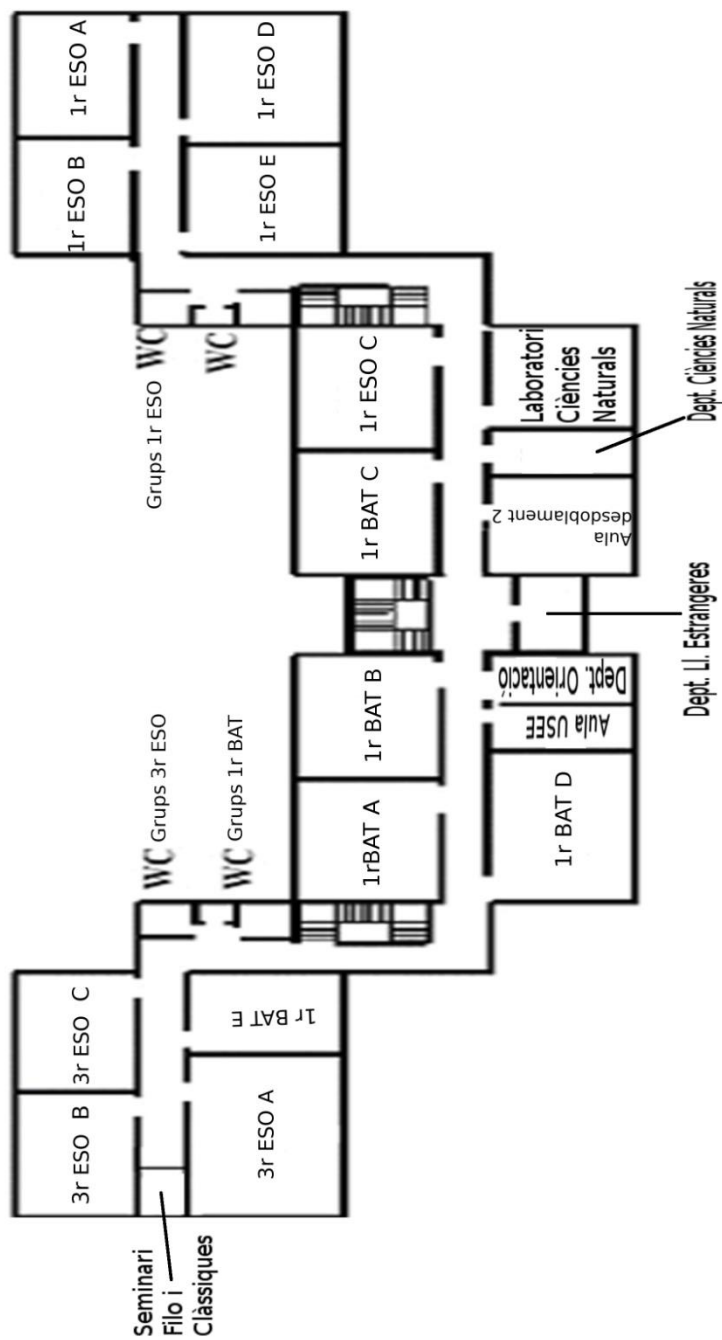 1r ESO A
1r ESO D
1r ESO B
1r ESO E
WC
WC
Grups 1r ESO
1r ESO C
Laboratori
Ciències
Naturals
Dept. Ciències Naturals
1r BAT C
Aula
desdoblament 2
Dept. Ll. Estrangeres
1r BAT B
Dept. Orientació
Aula USEE
WC Grups 3r ESO
WC Grups 1r BAT
1rBAT A
1r BAT D
3r ESO C
1r BAT E
3r ESO B
3r ESO A
Seminari
Filo i
Clàssiques